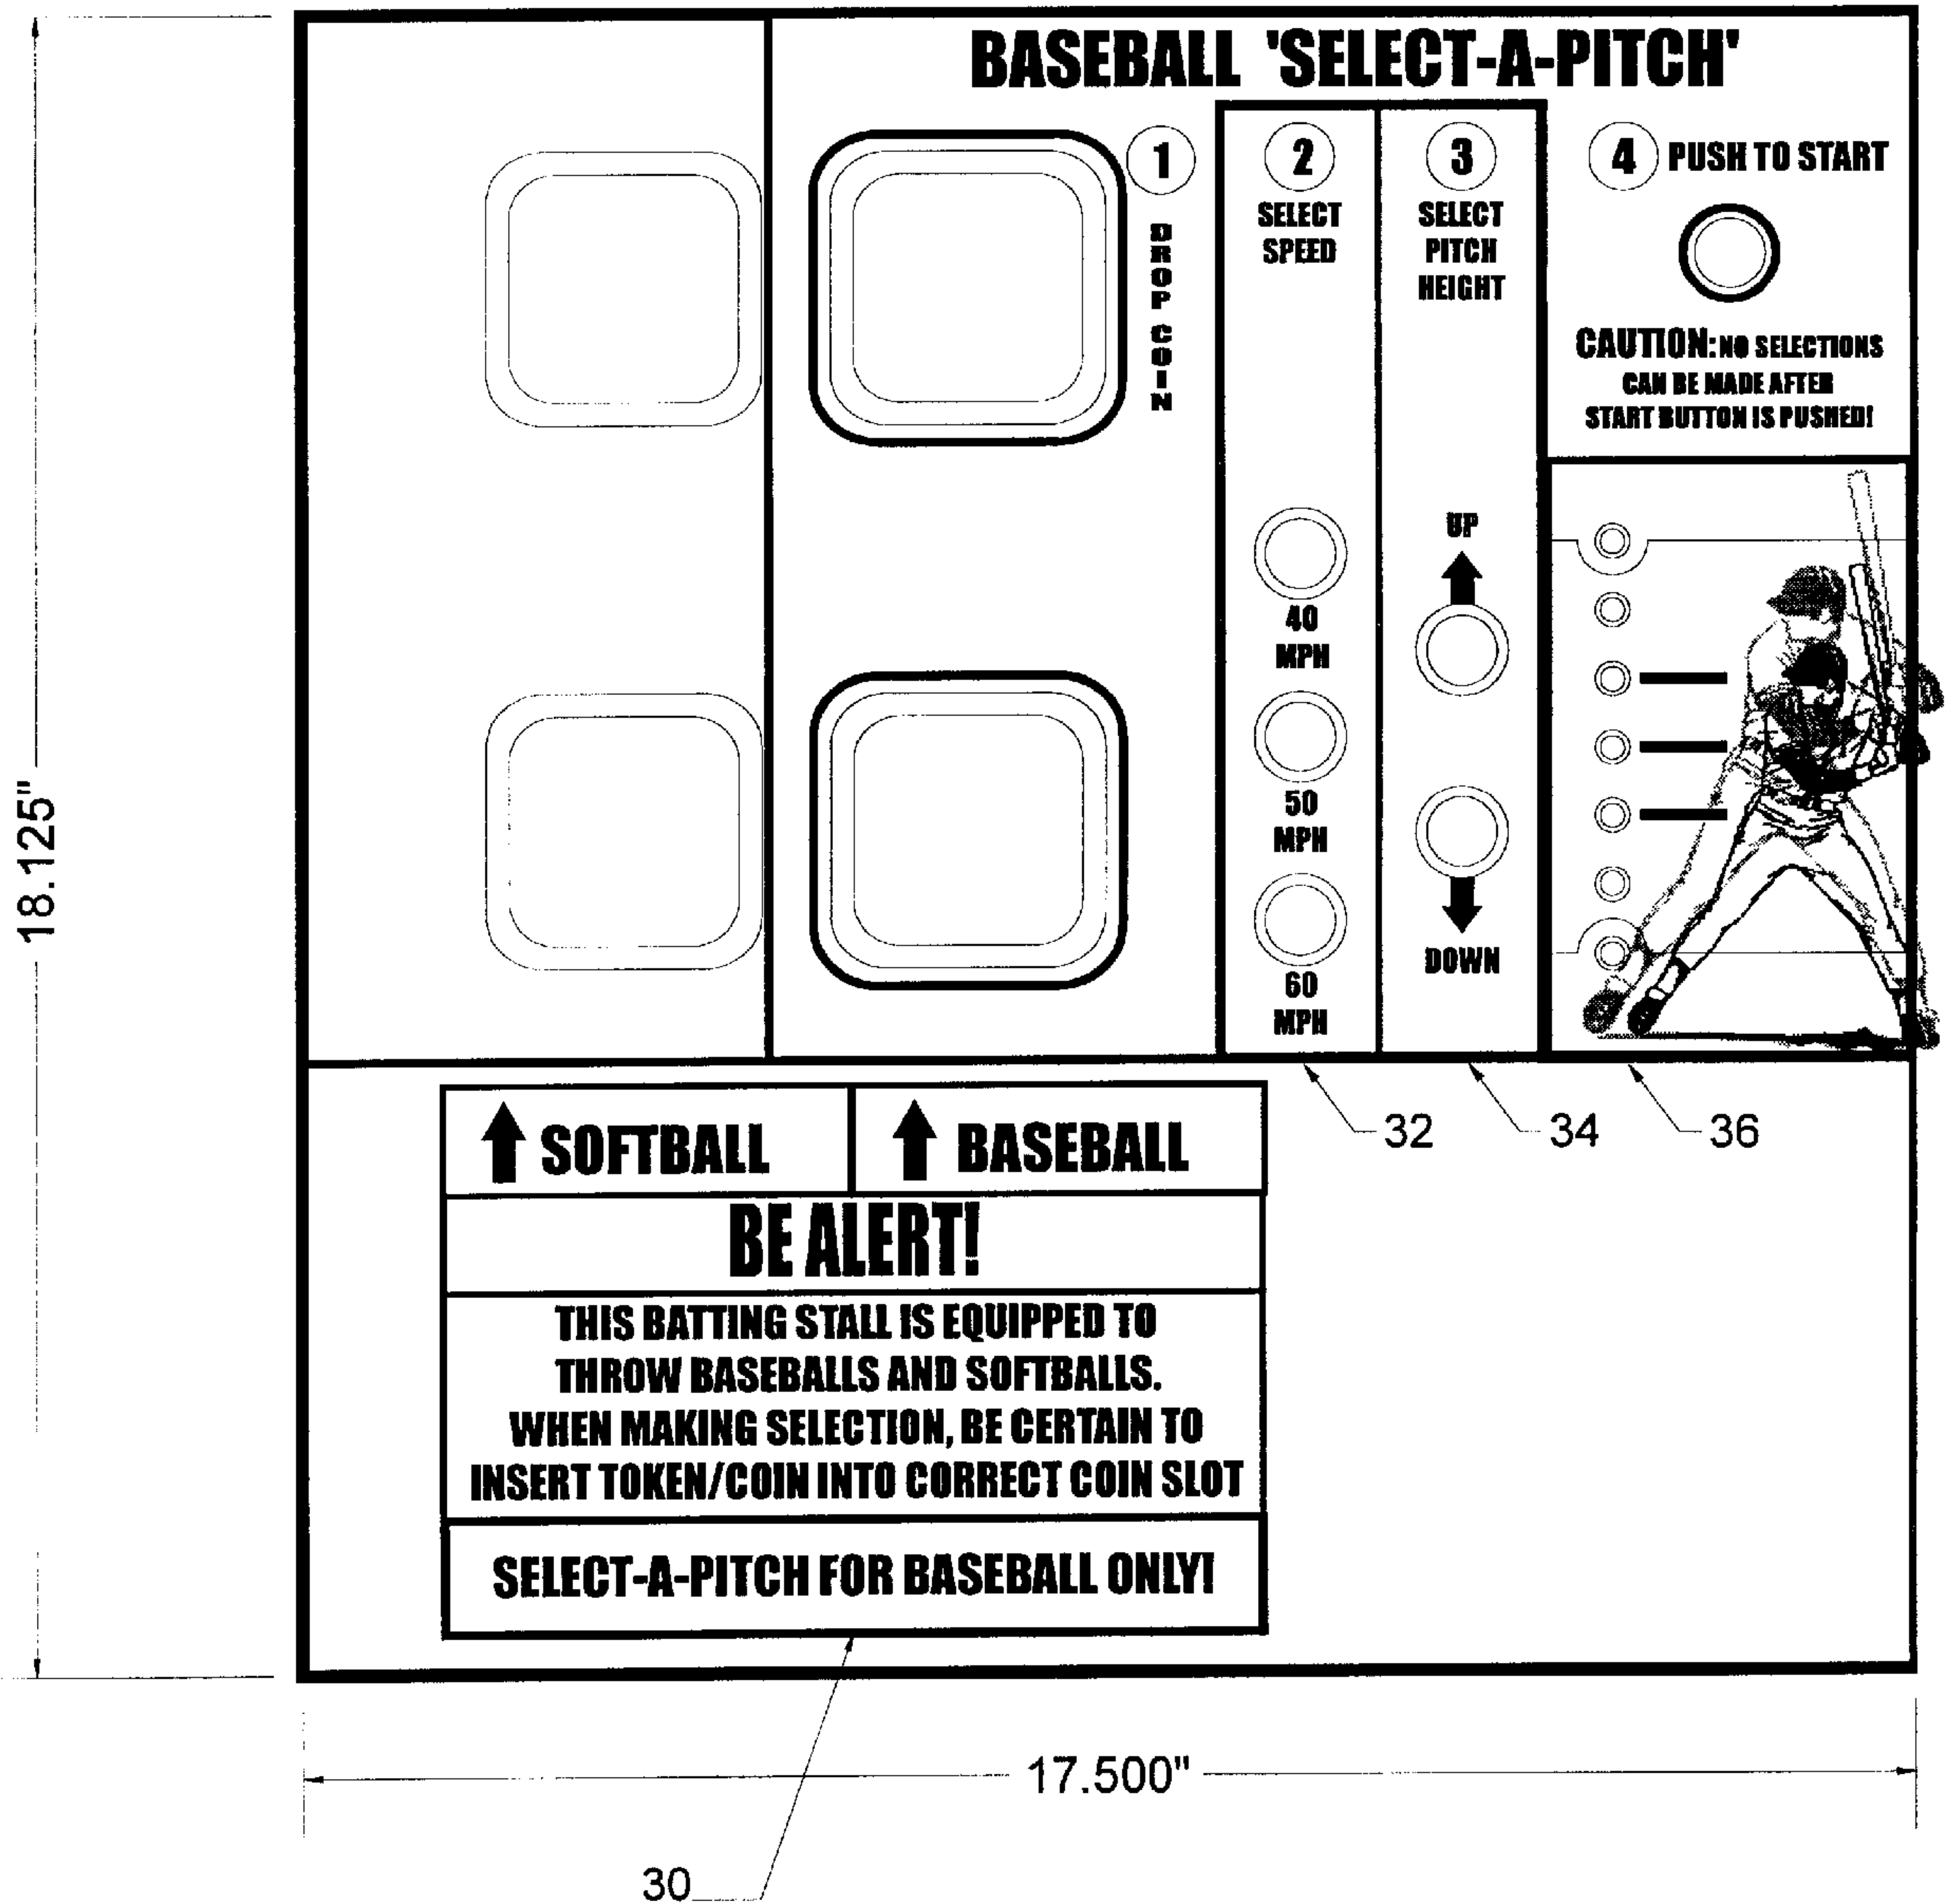 BASEBALL 'SELECT-A-PITCH'
1
DROP COIN
2
SELECT
SPEED
40
MPH
50
MPH
60
MPH
3
SELECT
PITCH
HEIGHT
UP
DOWN
4 PUSH TO START
CAUTION: NO SELECTIONS
CAN BE MADE AFTER
START BUTTON IS PUSHED!
18.125"
32
34
36
SOFTBALL
BASEBALL
BE ALERT!
THIS BATTING STALL IS EQUIPPED TO
THROW BASEBALLS AND SOFTBALLS.
WHEN MAKING SELECTION, BE CERTAIN TO
INSERT TOKEN/COIN INTO CORRECT COIN SLOT
SELECT-A-PITCH FOR BASEBALL ONLY!
17.500"
30